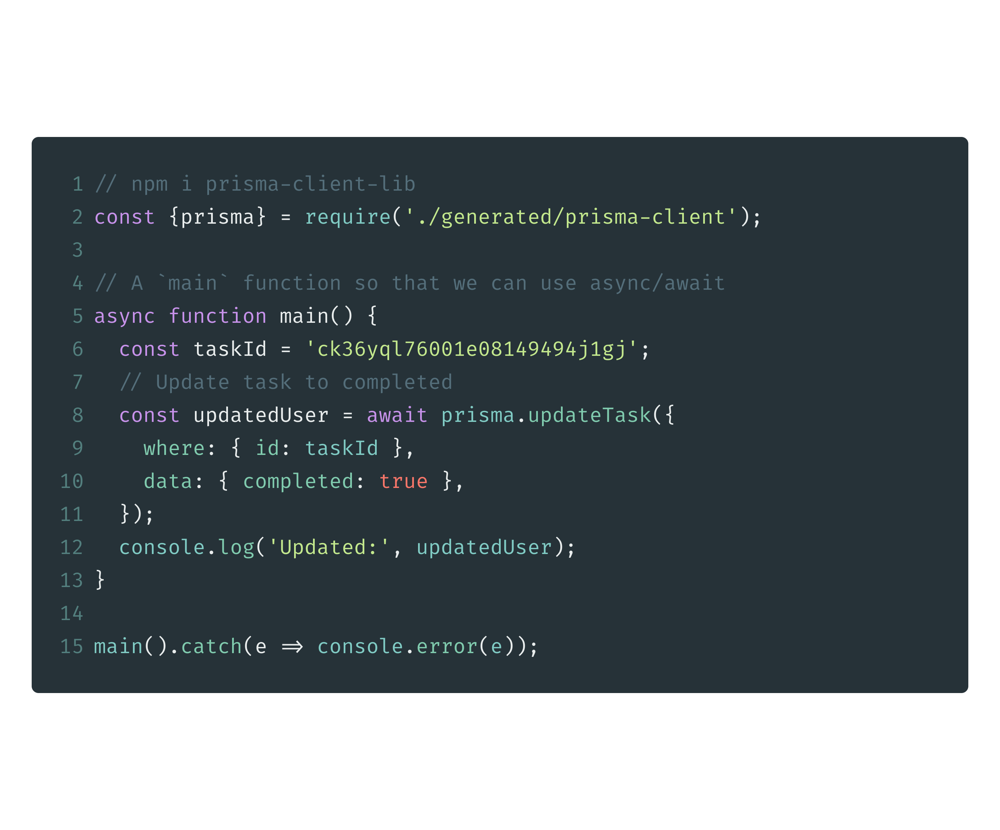 1 // npm i prisma-client-lib
2 const {prisma} = require('./generated/prisma-client');
3
4 // A `main` function so that we can use async/await
5 async function main() {
6   const taskId = 'ck36yql76001e08149494j1gj';
7   // Update task to completed
8   const updatedUser = await prisma.updateTask({
9     where: { id: taskId },
10     data: { completed: true },
11   });
12   console.log('Updated:', updatedUser);
13 }
14
15 main().catch(e => console.error(e));